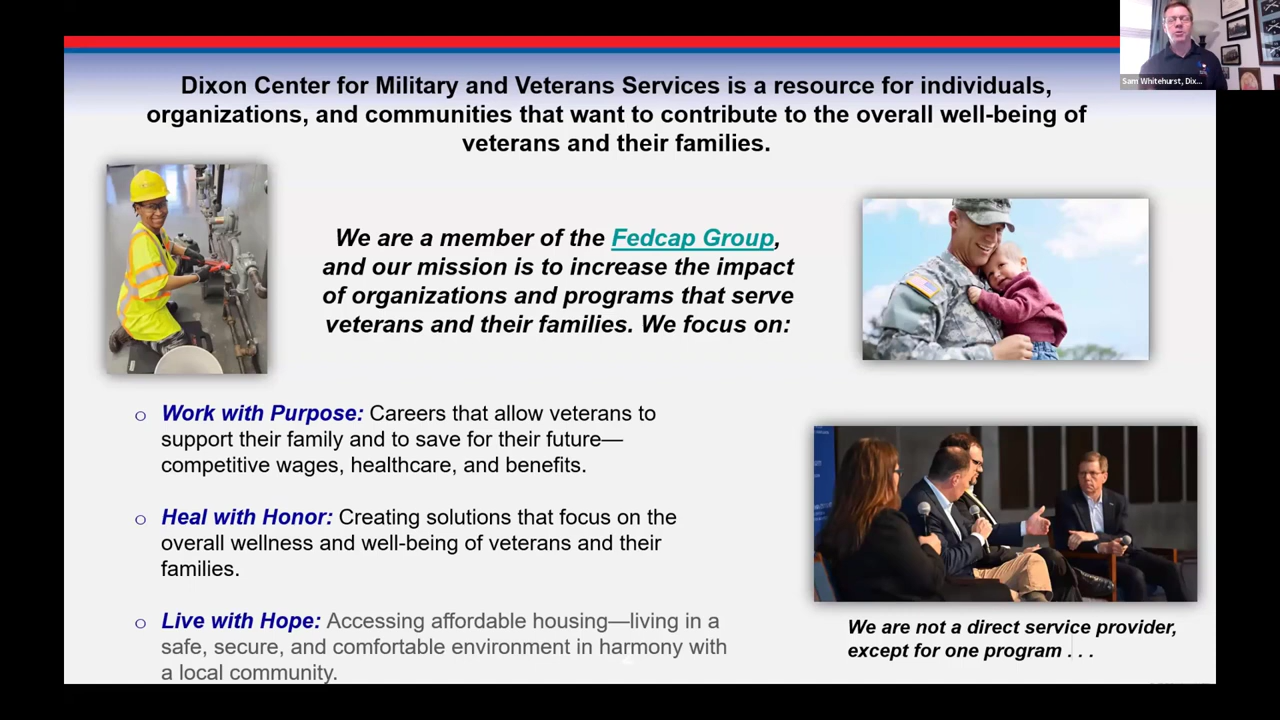 Dixon Center for Military and Veterans Services is a resource for individuals,
organizations, and communities that want to contribute to the overall well-being of
veterans and their families.
We are a member of the Fedcap Group,
and our mission is to increase the impact
of organizations and programs that serve
veterans and their families. We focus on:
o Work with Purpose: Careers that allow veterans to
support their family and to save for their future—
competitive wages, healthcare, and benefits.
o Heal with Honor: Creating solutions that focus on the
overall wellness and well-being of veterans and their
families.
o Live with Hope: Accessing affordable housing—living in a
safe, secure, and comfortable environment in harmony with
a local community.
We are not a direct service provider,
except for one program . . .
Sam Whitehurst, Dix...